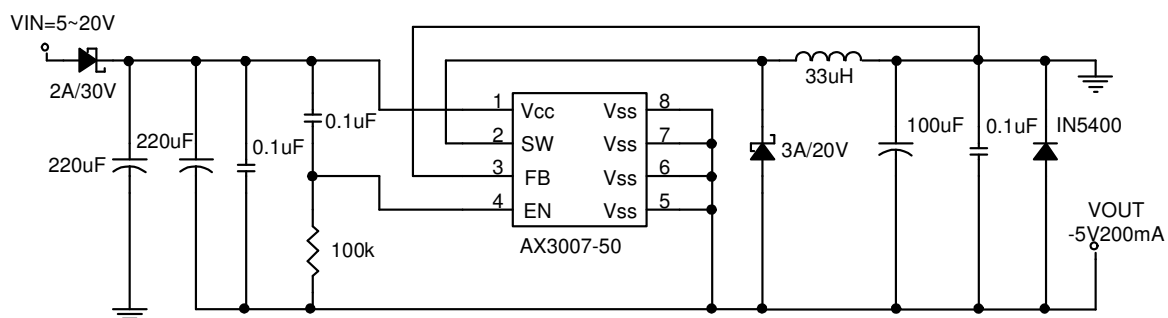 VIN=5~20V
2A/30V
33uH
1 Vcc Vss 8
2 SW Vss 7
3 FB Vss 6
4 EN Vss 5
AX3007-50
220uF
220uF
0.1uF
0.1uF
100k
3A/20V
100uF
0.1uF
IN5400
VOUT
-5V200mA